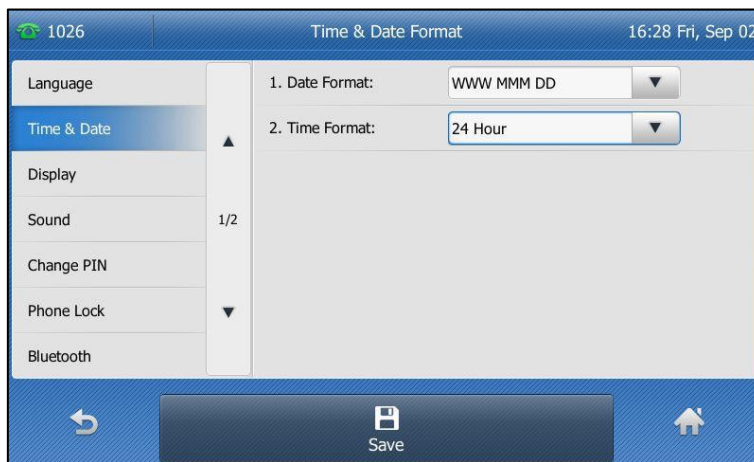 1026 Time & Date Format 16:28 Fri, Sep 02
Language
Time & Date
Display
Sound
Change PIN
Phone Lock
Bluetooth
1/2
1. Date Format: WWW MMM DD
2. Time Format: 24 Hour
Save